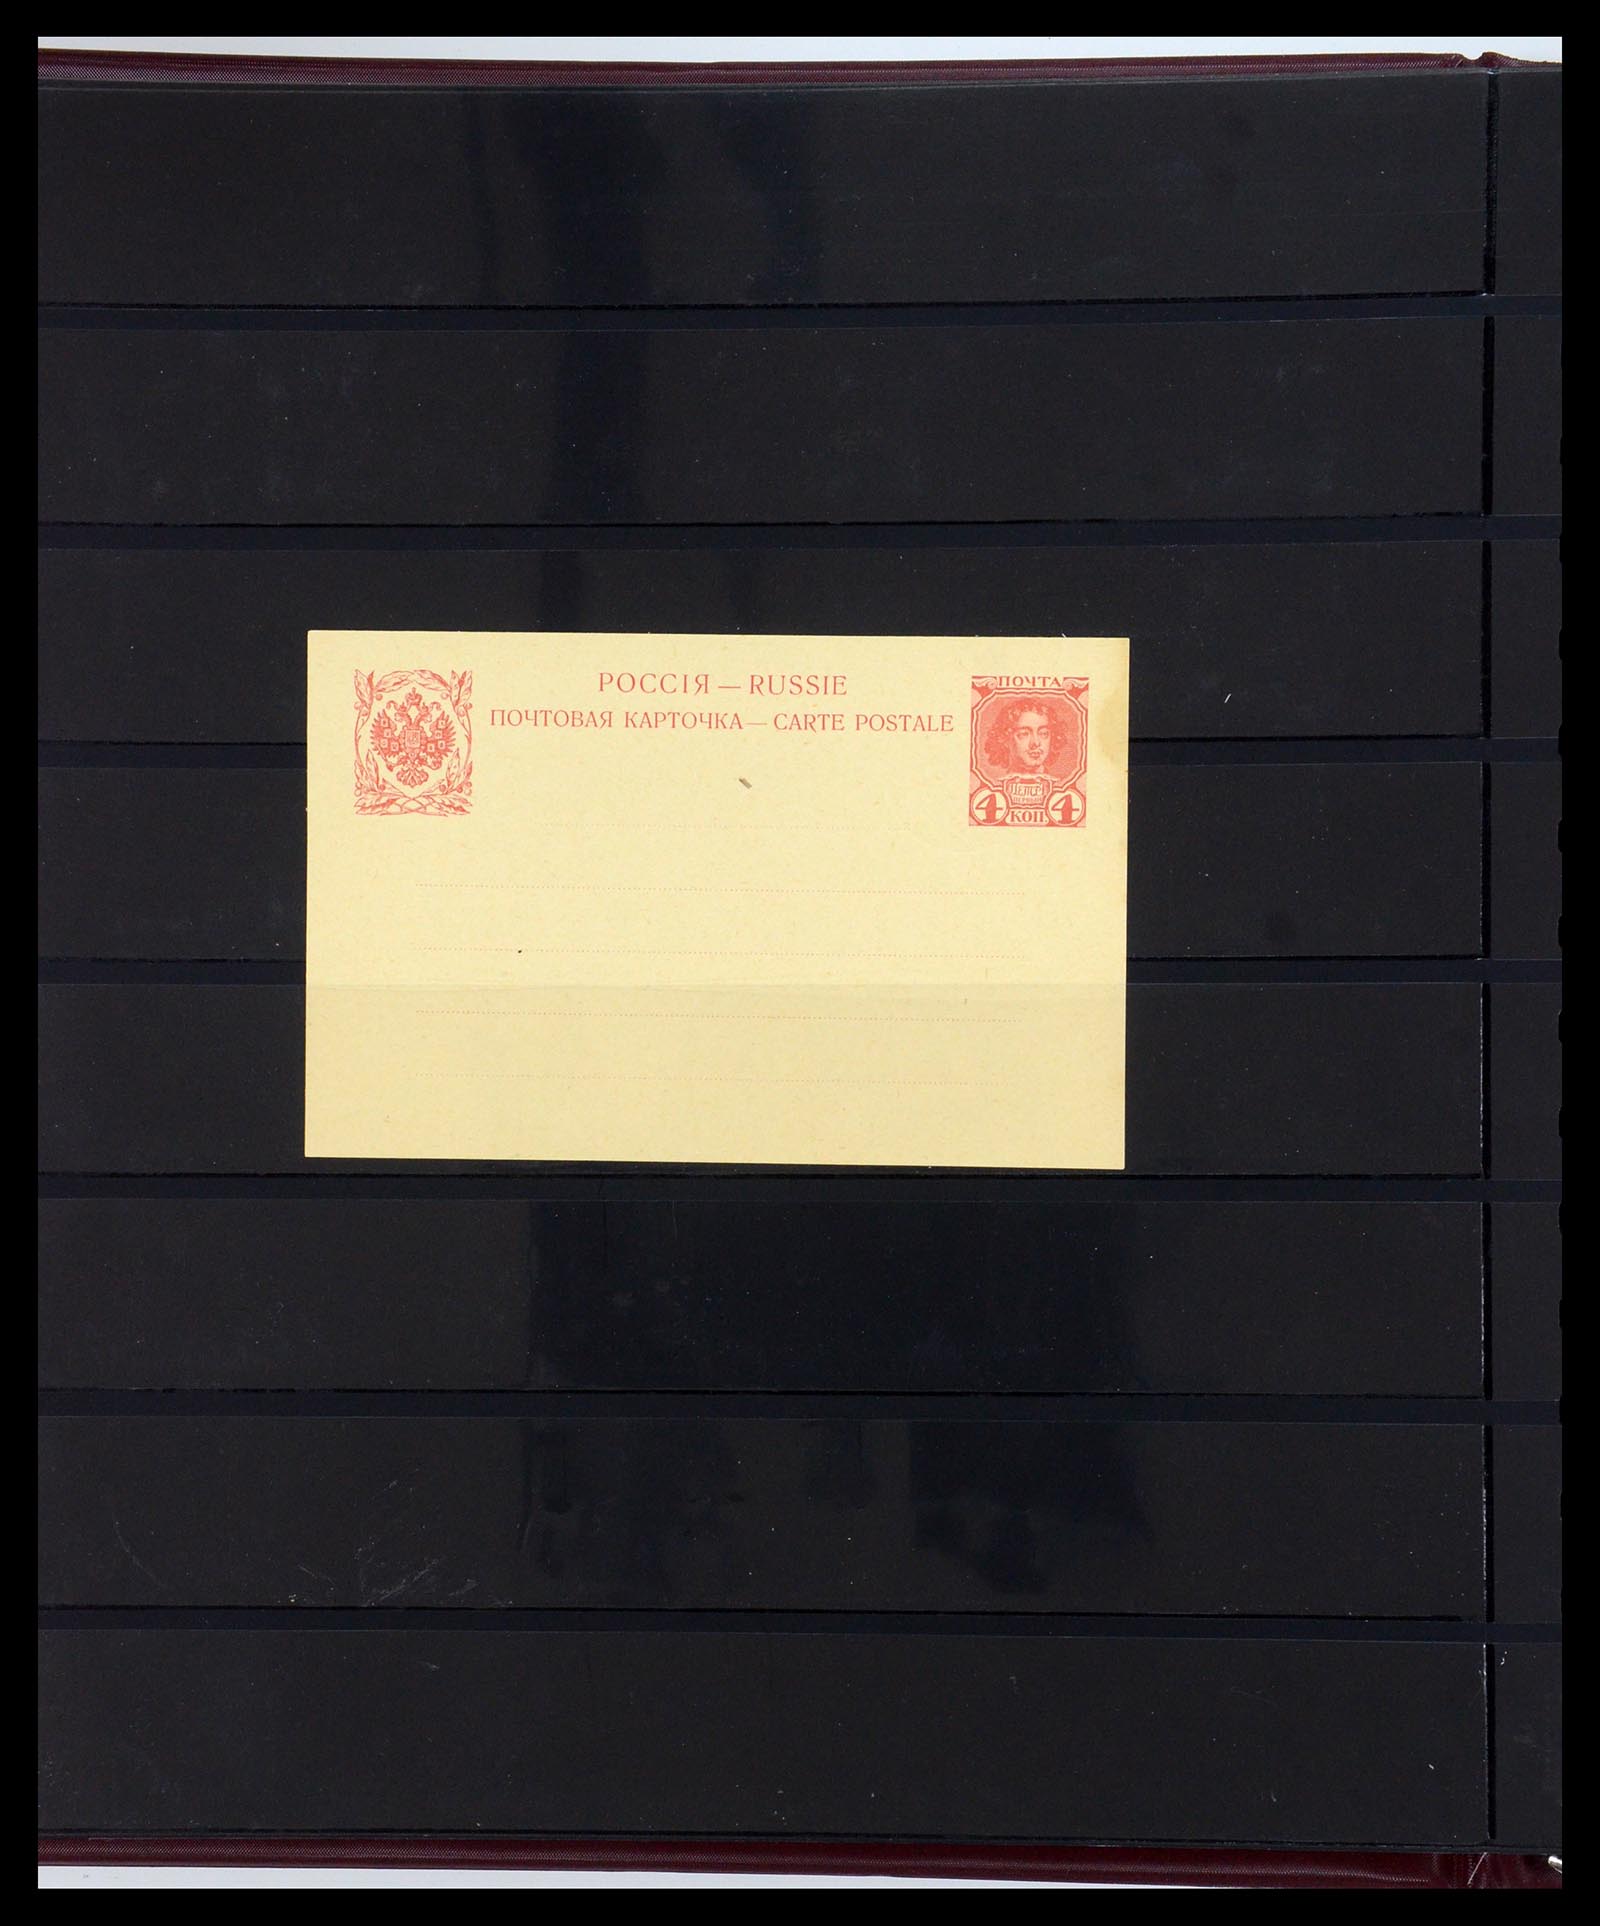 РОССІЯ — RUSSIE
ПОЧТОВАЯ КАРТОЧКА — CARTE POSTALE
ПОЧТА
4 КОП. 4